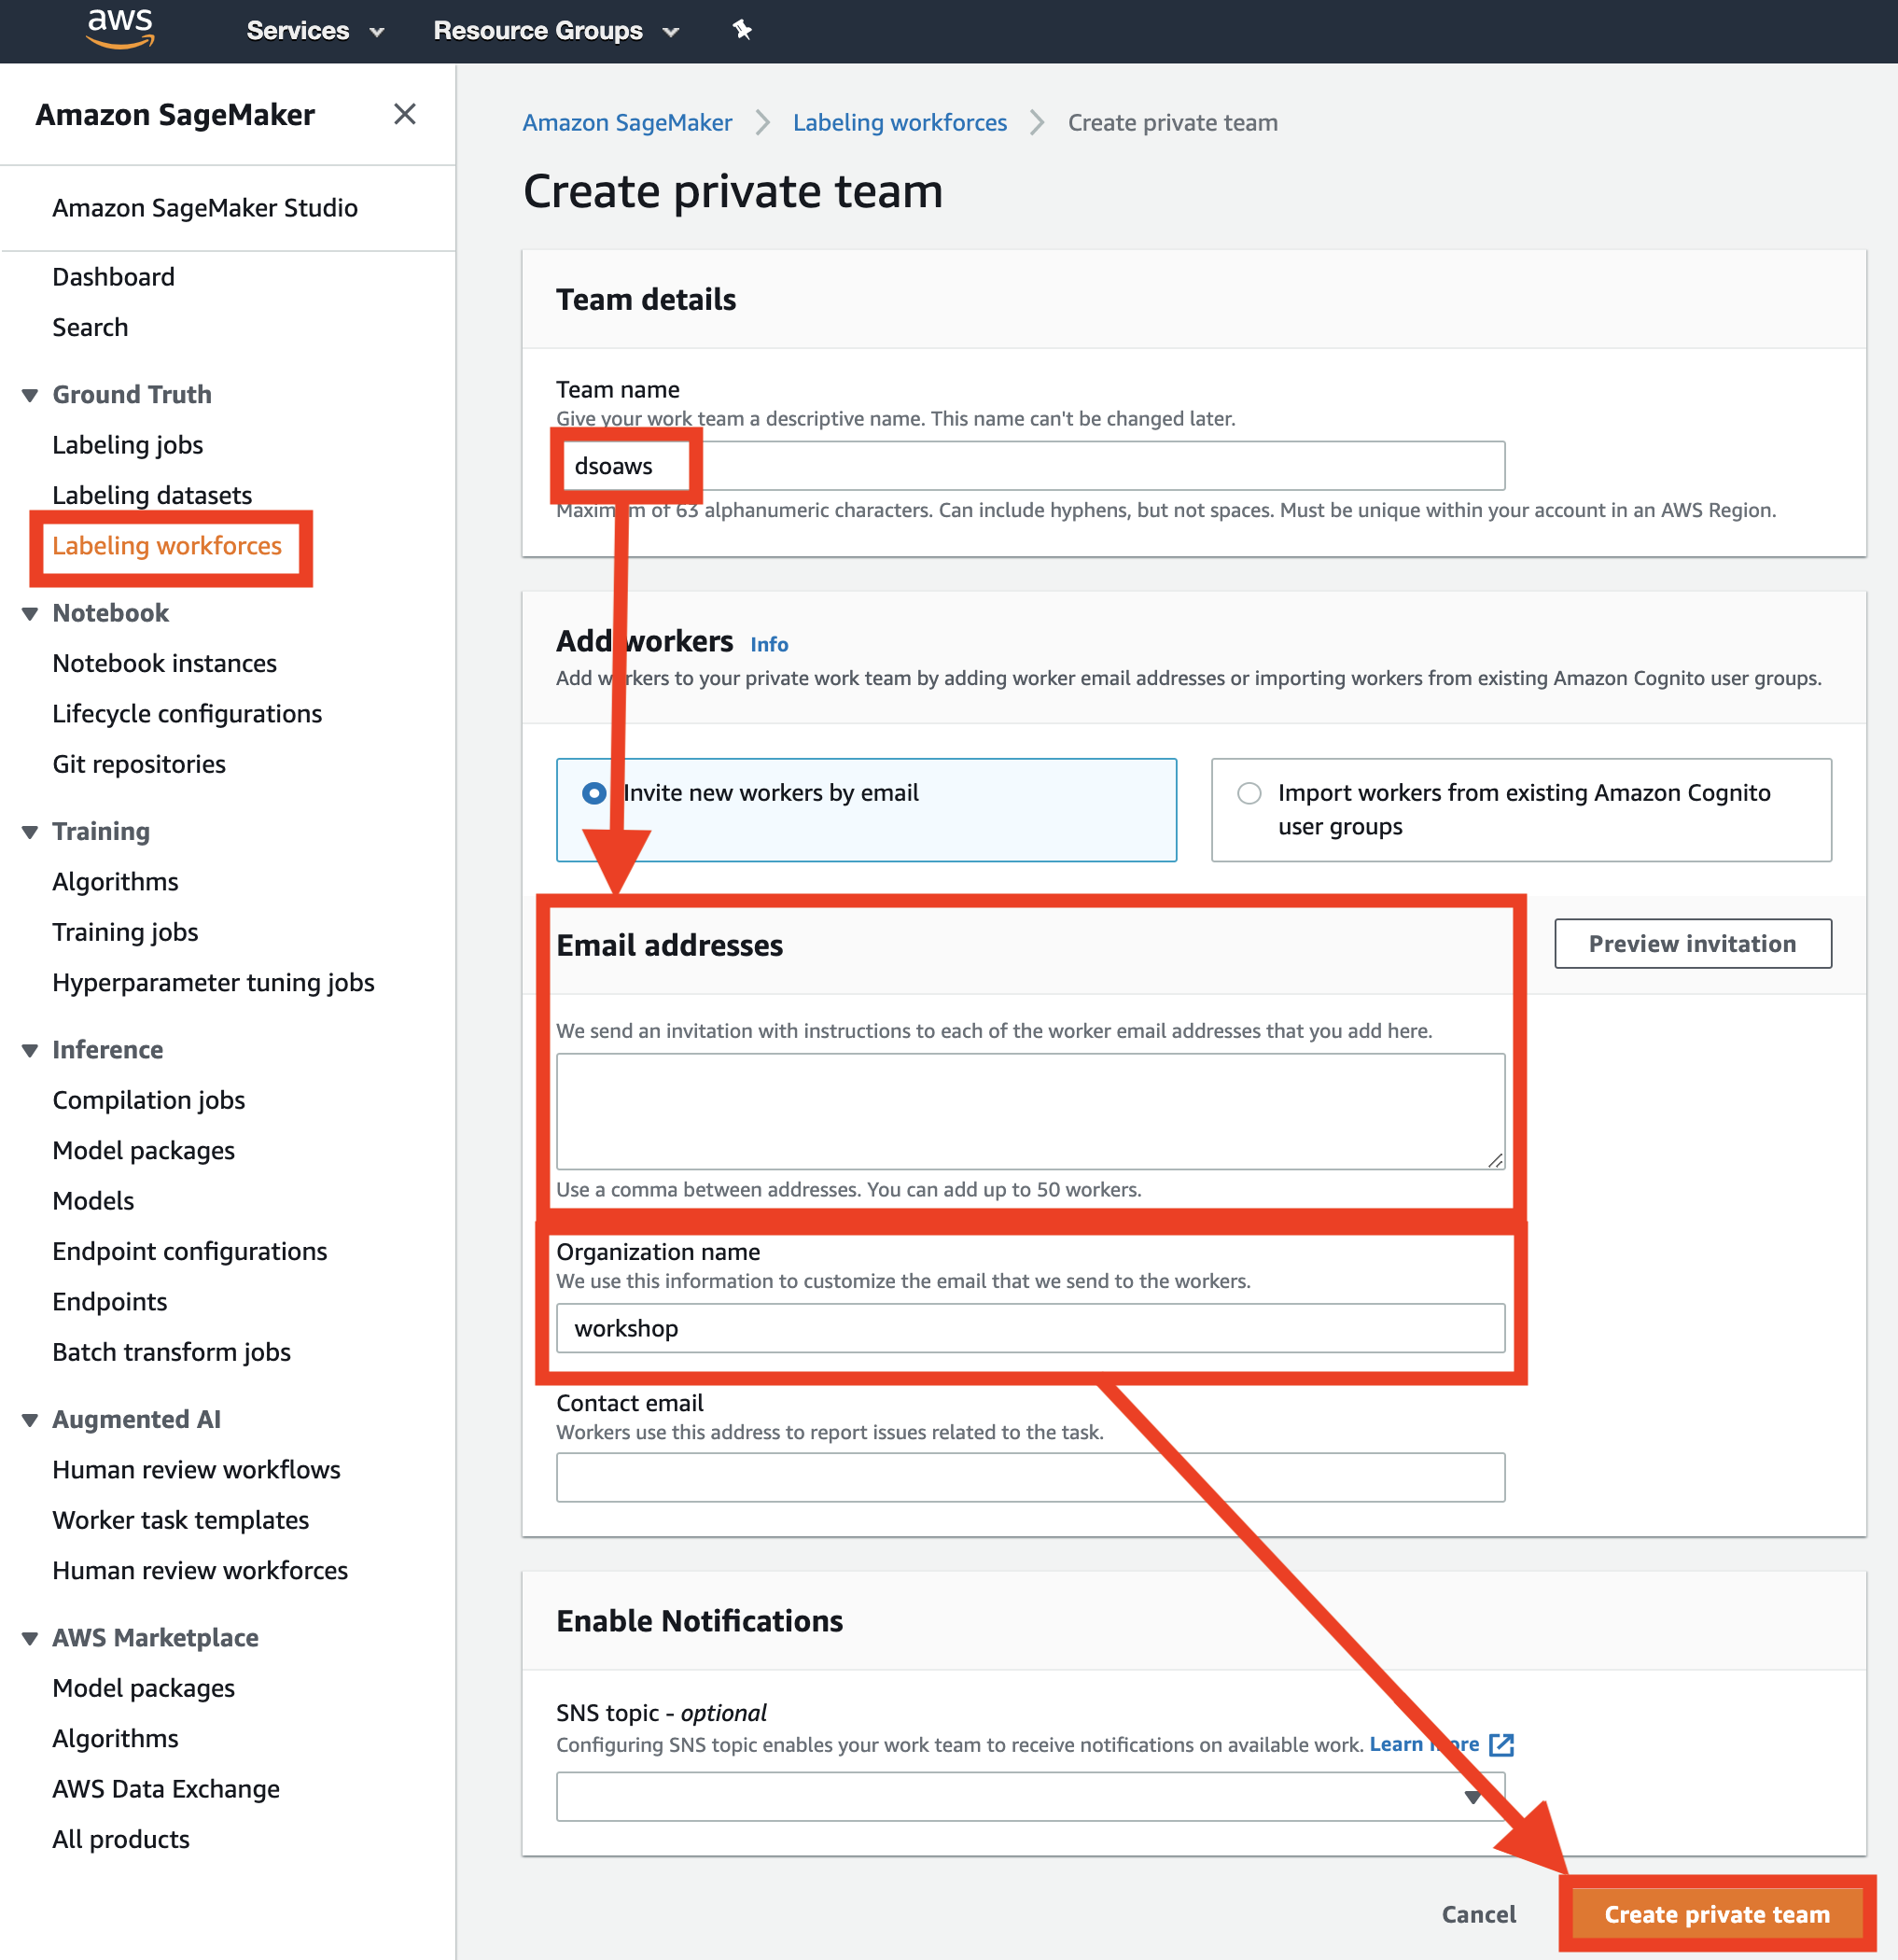 aws
Services
Resource Groups
Amazon SageMaker
Amazon SageMaker Studio
Dashboard
Search
Ground Truth
Labeling jobs
Labeling datasets
Labeling workforces
Notebook
Notebook instances
Lifecycle configurations
Git repositories
Training
Algorithms
Training jobs
Hyperparameter tuning jobs
Inference
Compilation jobs
Model packages
Models
Endpoint configurations
Endpoints
Batch transform jobs
Augmented AI
Human review workflows
Worker task templates
Human review workforces
AWS Marketplace
Model packages
Algorithms
AWS Data Exchange
All products
Amazon SageMaker > Labeling workforces > Create private team
Create private team
Team details
Team name
Give your work team a descriptive name. This name can't be changed later.
dsoaws
Maximum of 63 alphanumeric characters. Can include hyphens, but not spaces. Must be unique within your account in an AWS Region.
Add workers Info
Add workers to your private work team by adding worker email addresses or importing workers from existing Amazon Cognito user groups.
Invite new workers by email
Import workers from existing Amazon Cognito
user groups
Email addresses
Preview invitation
We send an invitation with instructions to each of the worker email addresses that you add here.
Use a comma between addresses. You can add up to 50 workers.
Organization name
We use this information to customize the email that we send to the workers.
workshop
Contact email
Workers use this address to report issues related to the task.
Enable Notifications
SNS topic - optional
Configuring SNS topic enables your work team to receive notifications on available work. Learn more
Cancel
Create private team